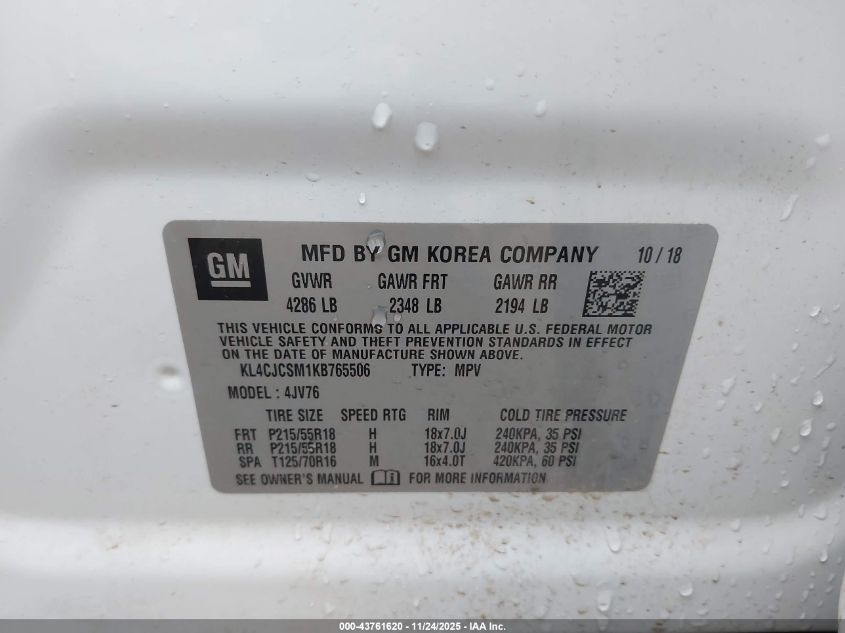 GM
MFD BY GM KOREA COMPANY 10 / 18
GVWR GAWR FRT GAWR RR
4286 LB 2348 LB 2194 LB
THIS VEHICLE CONFORMS TO ALL APPLICABLE U.S. FEDERAL MOTOR
VEHICLE SAFETY AND THEFT PREVENTION STANDARDS IN EFFECT
ON THE DATE OF MANUFACTURE SHOWN ABOVE.
KL4CJCSM1KB765506 TYPE: MPV
MODEL: 4JV76
TIRE SIZE SPEED RTG RIM COLD TIRE PRESSURE
FRT P215/55R18 H 18x7.0J 240KPA, 35 PSI
RR P215/55R18 H 18x7.0J 240KPA, 35 PSI
SPA T125/70R16 M 16x4.0T 420KPA, 60 PSI
SEE OWNER'S MANUAL FOR MORE INFORMATION
000-43761620 - 11/24/2025 - IAA Inc.